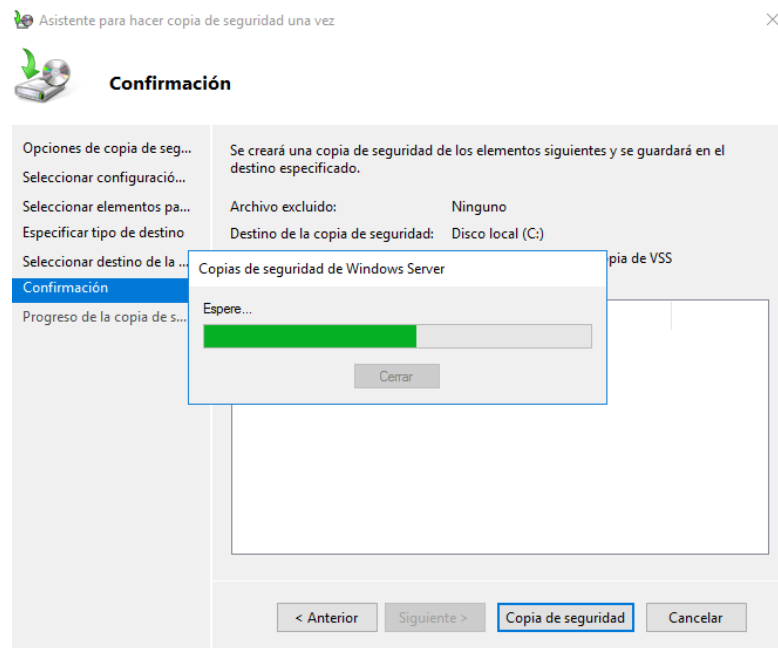 Asistente para hacer copia de seguridad una vez
Confirmación
Opciones de copia de seg...
Seleccionar configuració...
Seleccionar elementos pa...
Especificar tipo de destino
Seleccionar destino de la ...
Confirmación
Progreso de la copia de s...
Se creará una copia de seguridad de los elementos siguientes y se guardará en el
destino especificado.
Archivo excluido: Ninguno
Destino de la copia de seguridad: Disco local (C:)
pia de VSS
Copias de seguridad de Windows Server
Espere...
Cerrar
< Anterior Siguiente > Copia de seguridad Cancelar